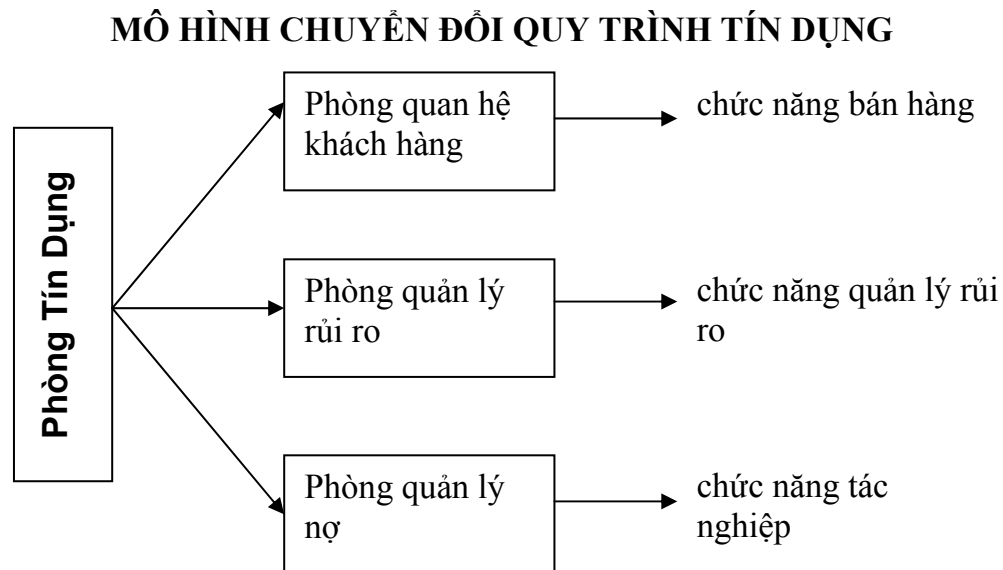 MÔ HÌNH CHUYỂN ĐỔI QUY TRÌNH TÍN DỤNG
Phòng Tín Dụng
Phòng quan hệ
khách hàng
chức năng bán hàng
Phòng quản lý
rủi ro
chức năng quản lý rủi
ro
Phòng quản lý
nợ
chức năng tác
nghiệp